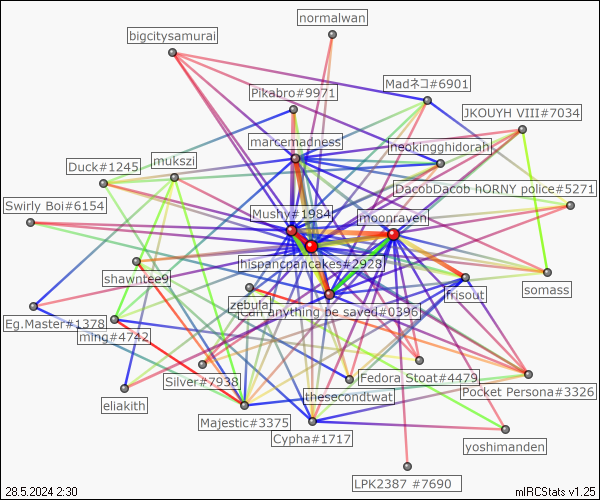 normalwan
bigcitysamurai
Madネコ#6901
Pikabro#9971
JKOUYH VIII#7034
marcemadness
neokingghidorah
mukszi
Duck#1245
DacobDacob hORNY police#5271
Swirly Boi#6154
Mushy#1984
moonraven
hispancpancakes#2928
shawntee9
somass
frisout
zebula
Can anything be saved#0396
Eg.Master#1378
ming#4742
Silver#7938
Fedora Stoat#4479
Pocket Persona#3326
thesecondtwat
eliakith
Majestic#3375
Cypha#1717
yoshimanden
LPK2387 #7690
28.5.2024 2:30
mIRCStats v1.25